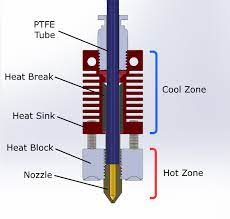 PTFE
Tube
Heat Break
Cool Zone
Heat Sink
Heat Block
Hot Zone
Nozzle